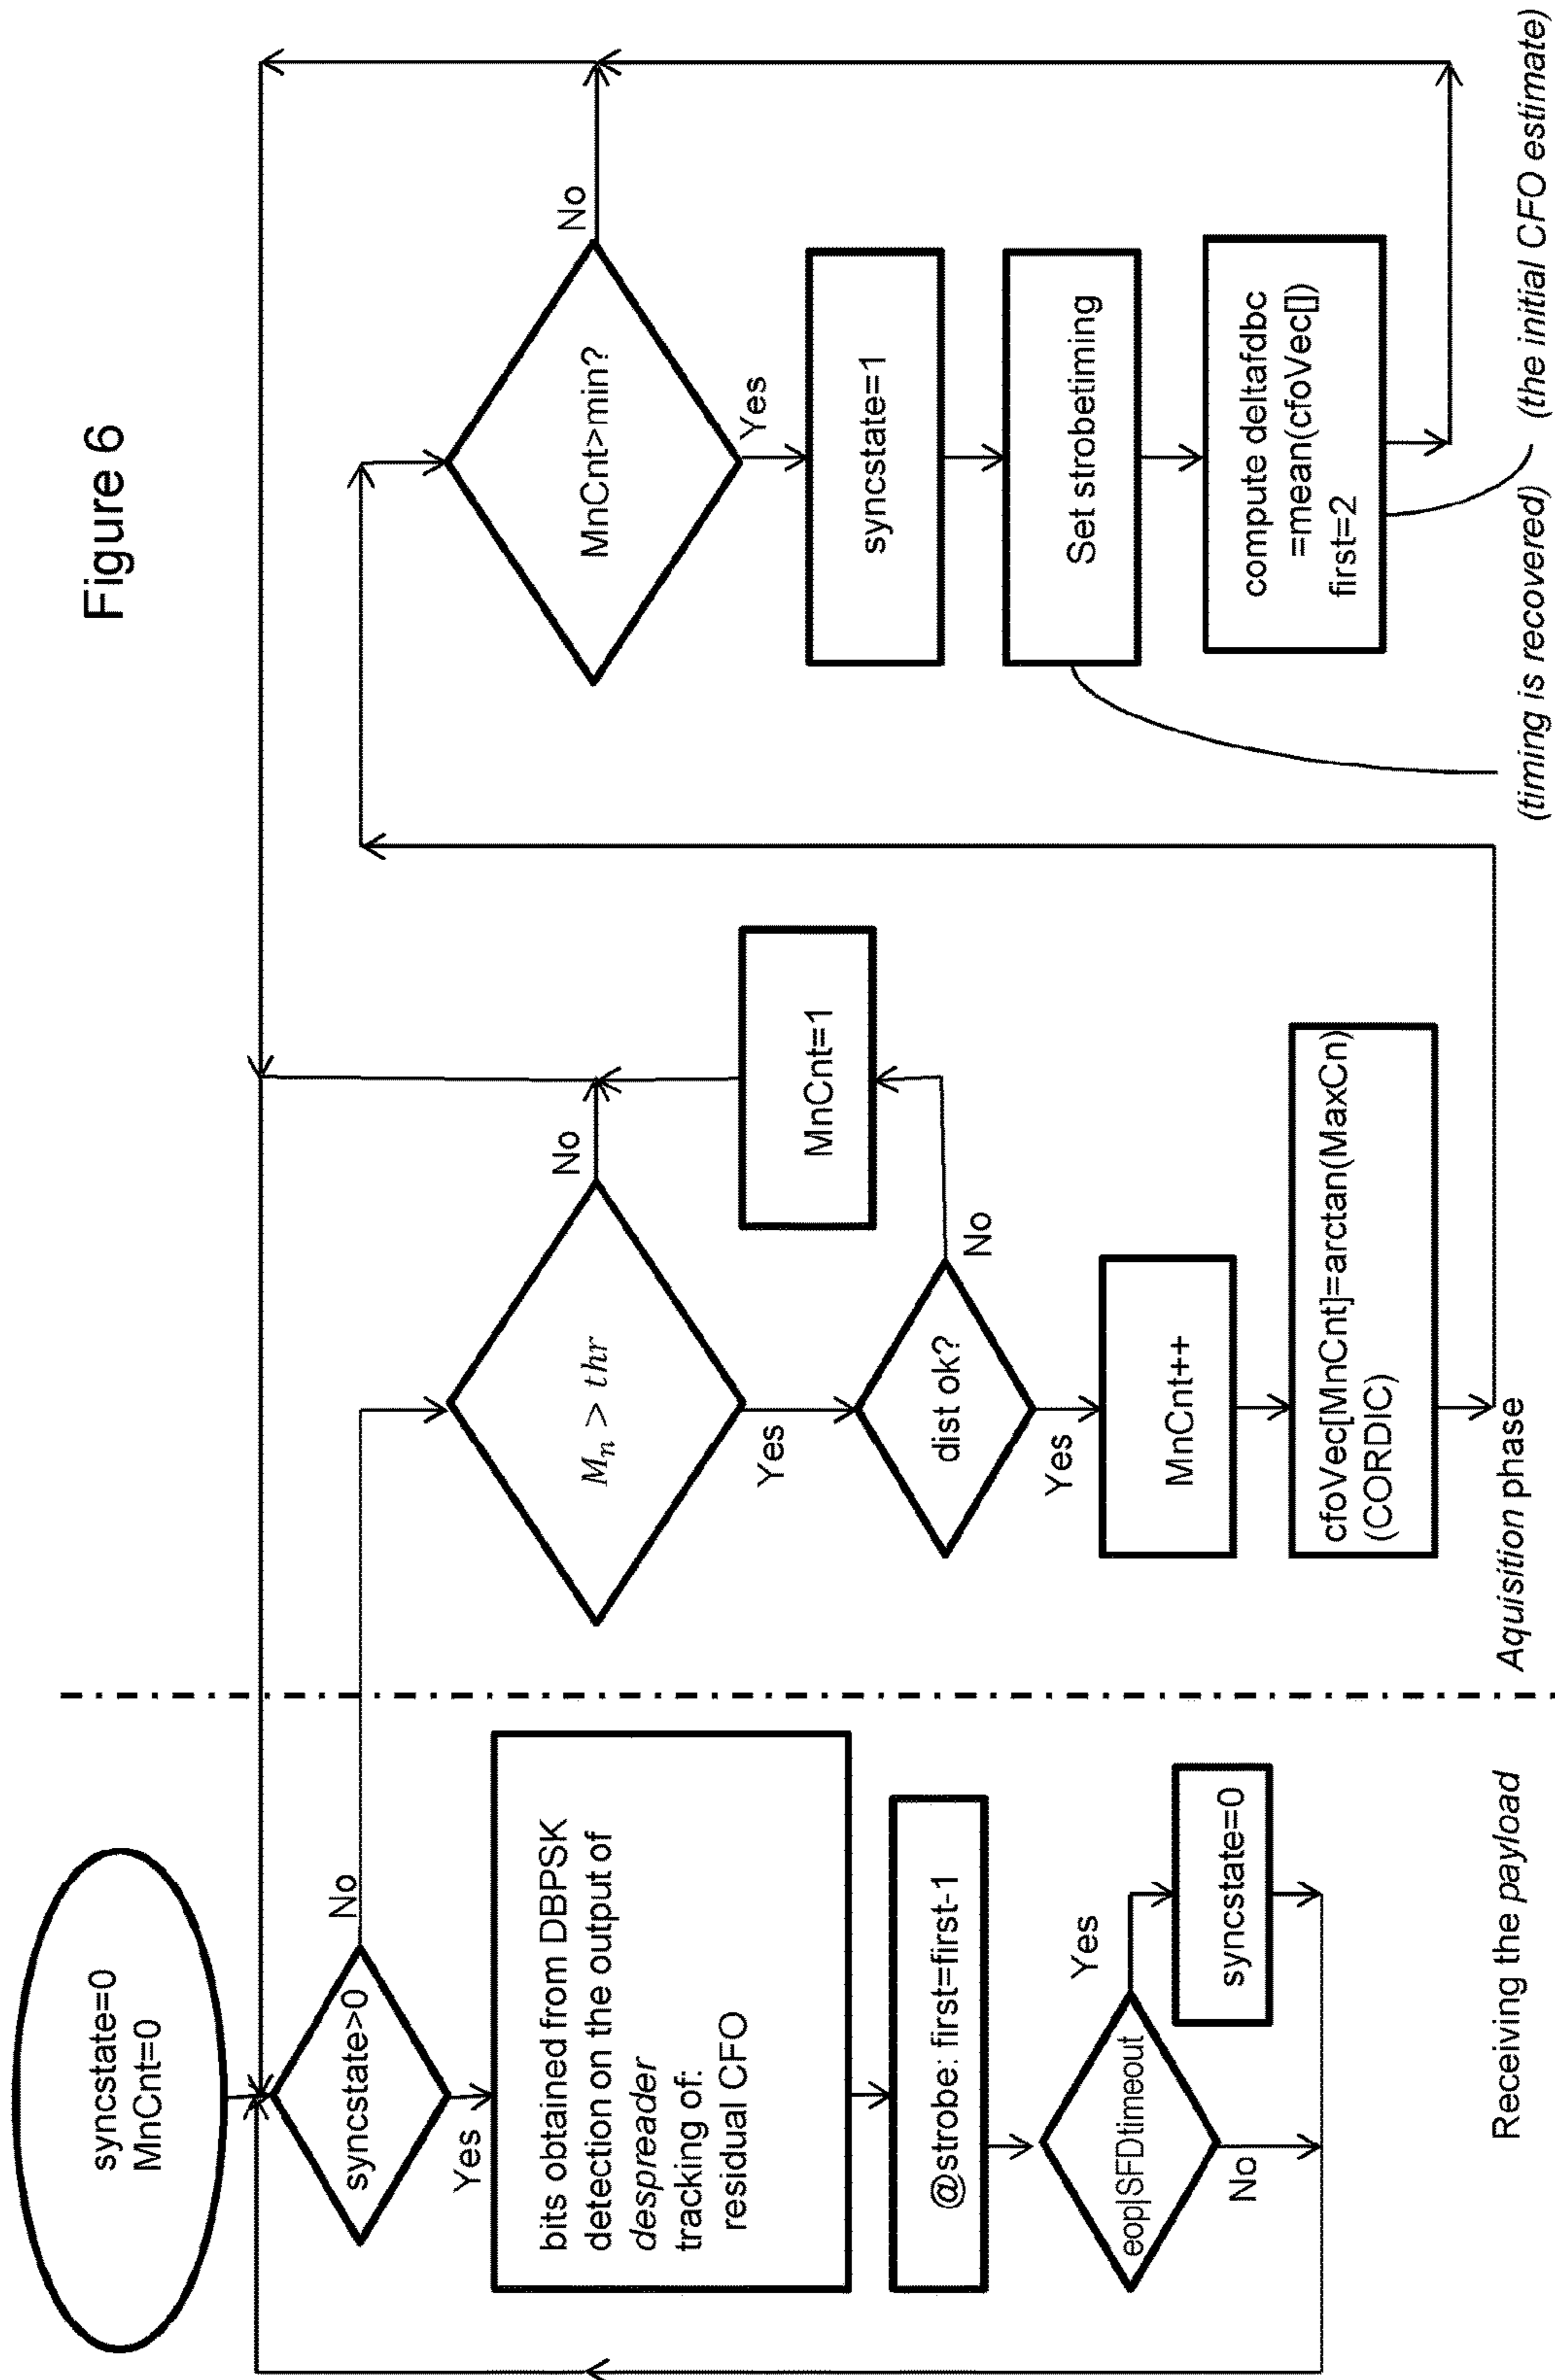 Figure 6
syncstate=0
MnCnt=0
syncstate>0
No
Yes
bits obtained from DBPSK
detection on the output of
despreader
tracking of:
residual CFO
@strobe: first=first-1
eop|SFDtimeout
Yes
No
syncstate=0
Receiving the payload
M_n > thr
No
Yes
dist ok?
No
Yes
MnCnt=1
MnCnt++
cfoVec[MnCnt]=arctan(MaxCn)
(CORDIC)
Aquisition phase
MnCnt>min?
No
Yes
syncstate=1
Set strobetiming
compute deltafdbc
=mean(cfoVec[])
first=2
(timing is recovered)
(the initial CFO estimate)